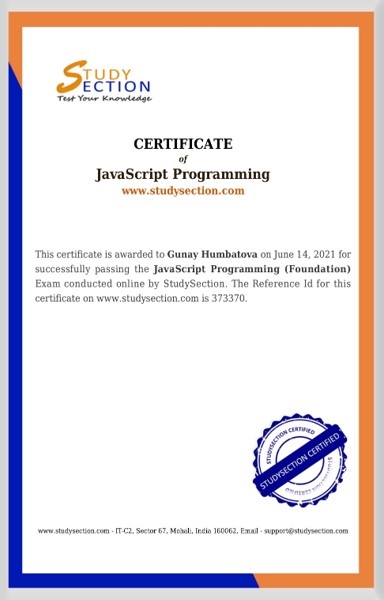 STUDY
SECTION
Test Your Knowledge
CERTIFICATE
of
JavaScript Programming
www.studysection.com
This certificate is awarded to Gunay Humbatova on June 14, 2021 for
successfully passing the JavaScript Programming (Foundation)
Exam conducted online by StudySection. The Reference Id for this
certificate on www.studysection.com is 373370.
STUDYSECTION CERTIFIED
STUDYSECTION CERTIFIED
www.studysection.com - IT-C2, Sector 67, Mohali, India 160062, Email - support@studysection.com